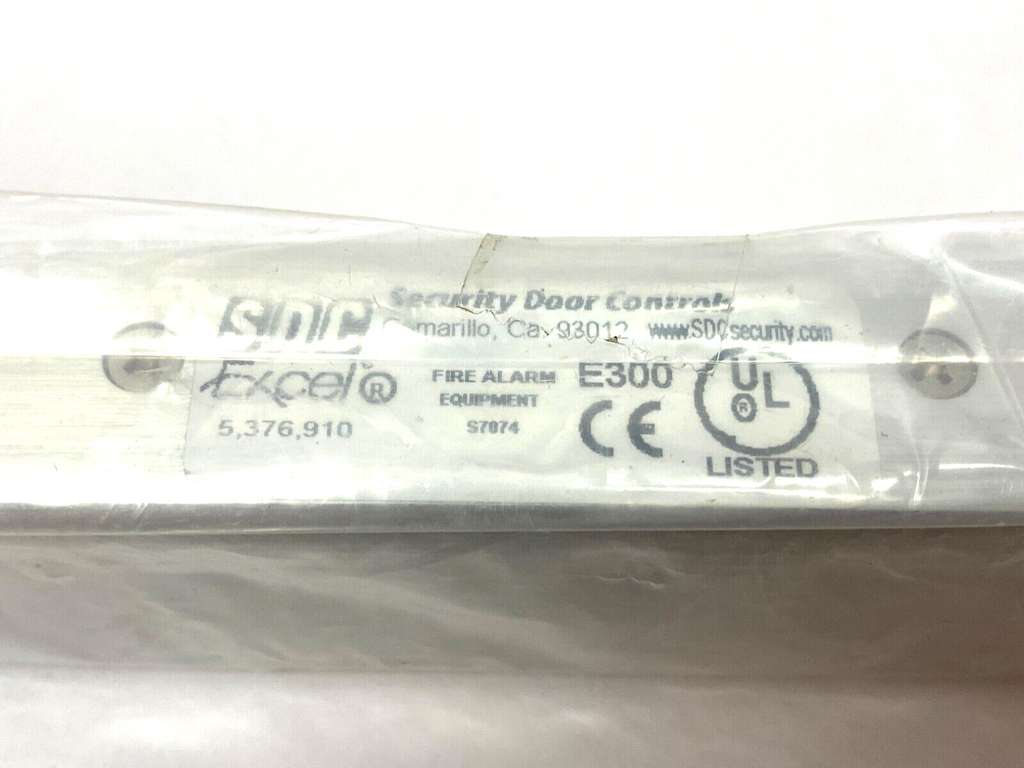 SDC Security Door Controls
Camarillo, Ca. 93012 www.SDCsecurity.com
Excel® FIRE ALARM E300 UL®
EQUIPMENT
5,376,910 S7074 CE
LISTED